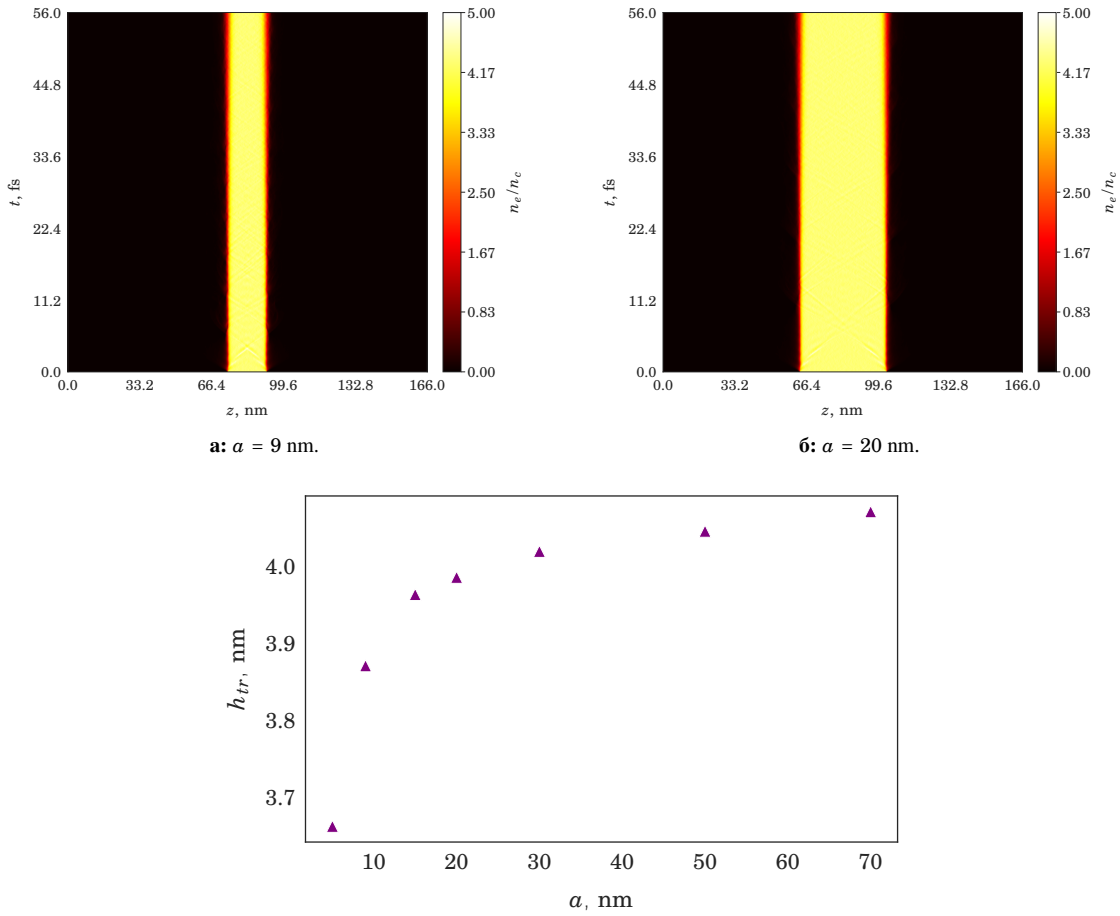 56.0
44.8
33.6
22.4
11.2
0.0
t, fs
0.0 33.2 66.4 99.6 132.8 166.0
z, nm
5.00
4.17
3.33
2.50
1.67
0.83
0.00
n_e/n_c
а: a = 9 nm.
56.0
44.8
33.6
22.4
11.2
0.0
t, fs
0.0 33.2 66.4 99.6 132.8 166.0
z, nm
5.00
4.17
3.33
2.50
1.67
0.83
0.00
n_e/n_c
б: a = 20 nm.
4.0
3.9
3.8
3.7
h_tr, nm
10 20 30 40 50 60 70
a, nm